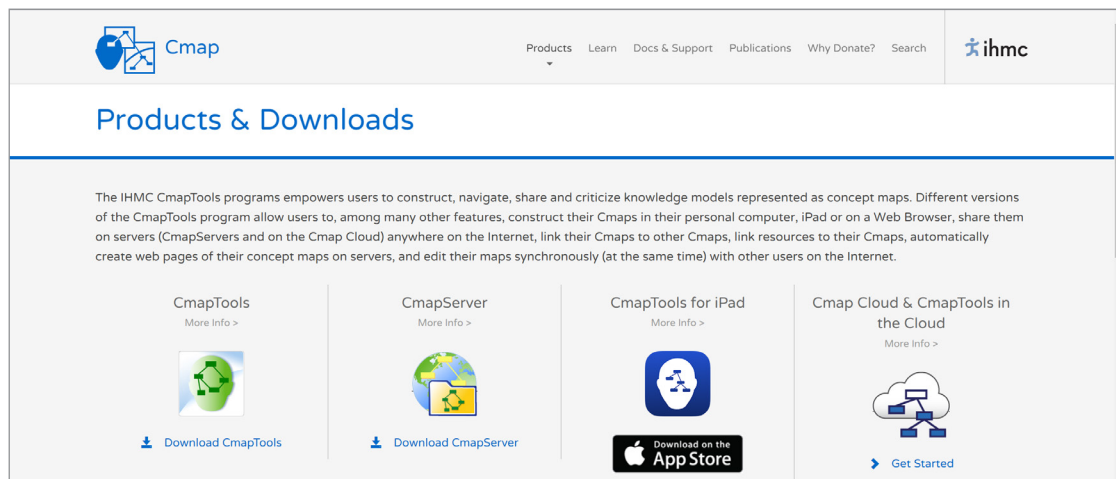 Cmap
Products Learn Docs & Support Publications Why Donate? Search
ihmc
Products & Downloads
The IHMC CmapTools programs empowers users to construct, navigate, share and criticize knowledge models represented as concept maps. Different versions
of the CmapTools program allow users to, among many other features, construct their Cmaps in their personal computer, iPad or on a Web Browser, share them
on servers (CmapServers and on the Cmap Cloud) anywhere on the Internet, link their Cmaps to other Cmaps, link resources to their Cmaps, automatically
create web pages of their concept maps on servers, and edit their maps synchronously (at the same time) with other users on the Internet.
CmapTools
More Info >
Download CmapTools
CmapServer
More Info >
Download CmapServer
CmapTools for iPad
More Info >
Download on the
App Store
Cmap Cloud & CmapTools in
the Cloud
More Info >
Get Started